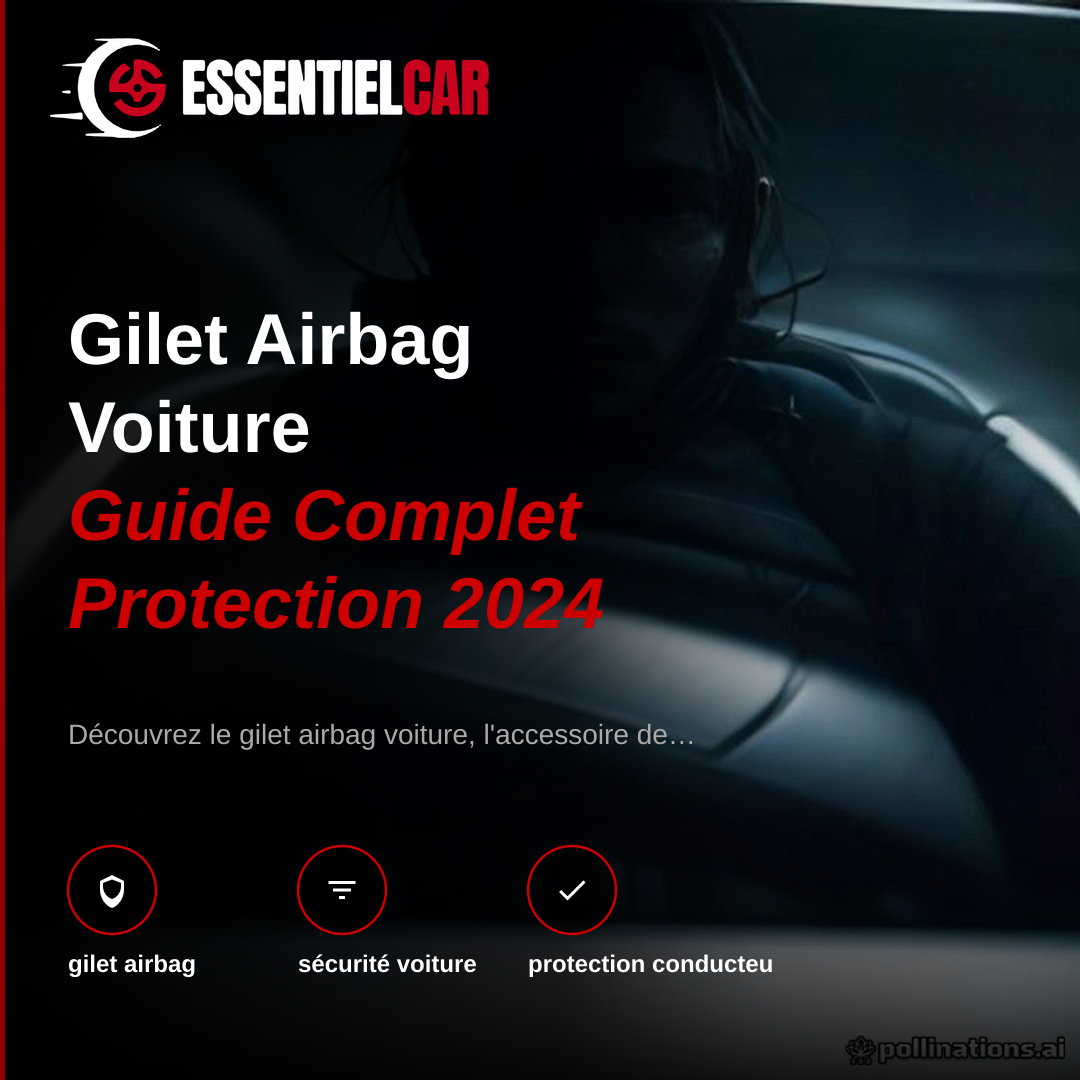 ESSENTIELCAR
Gilet Airbag
Voiture
Guide Complet
Protection 2024
Découvrez le gilet airbag voiture, l'accessoire de…
gilet airbag
sécurité voiture
protection conducteu
pollinations.ai